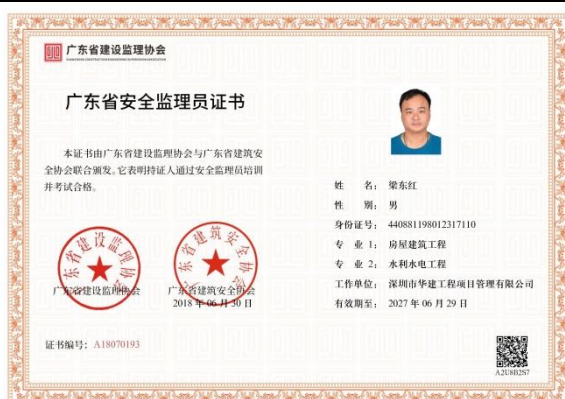 广东省建设监理协会
广东省安全监理员证书
本证书由广东省建设监理协会与广东省建筑安
全协会联合颁发。它表明持证人通过安全监理员培训
并考试合格。
广东省建设监理协会
广东省建筑安全协会
2018 年 06 月 30 日
证书编号： A18070193
姓 名： 梁东红
性 别： 男
身份证号： 440881198012317110
专 业 1： 房屋建筑工程
专 业 2： 水利水电工程
工作单位： 深圳市华建工程项目管理有限公司
有效期至： 2027 年 06 月 29 日
A2U8B2S7